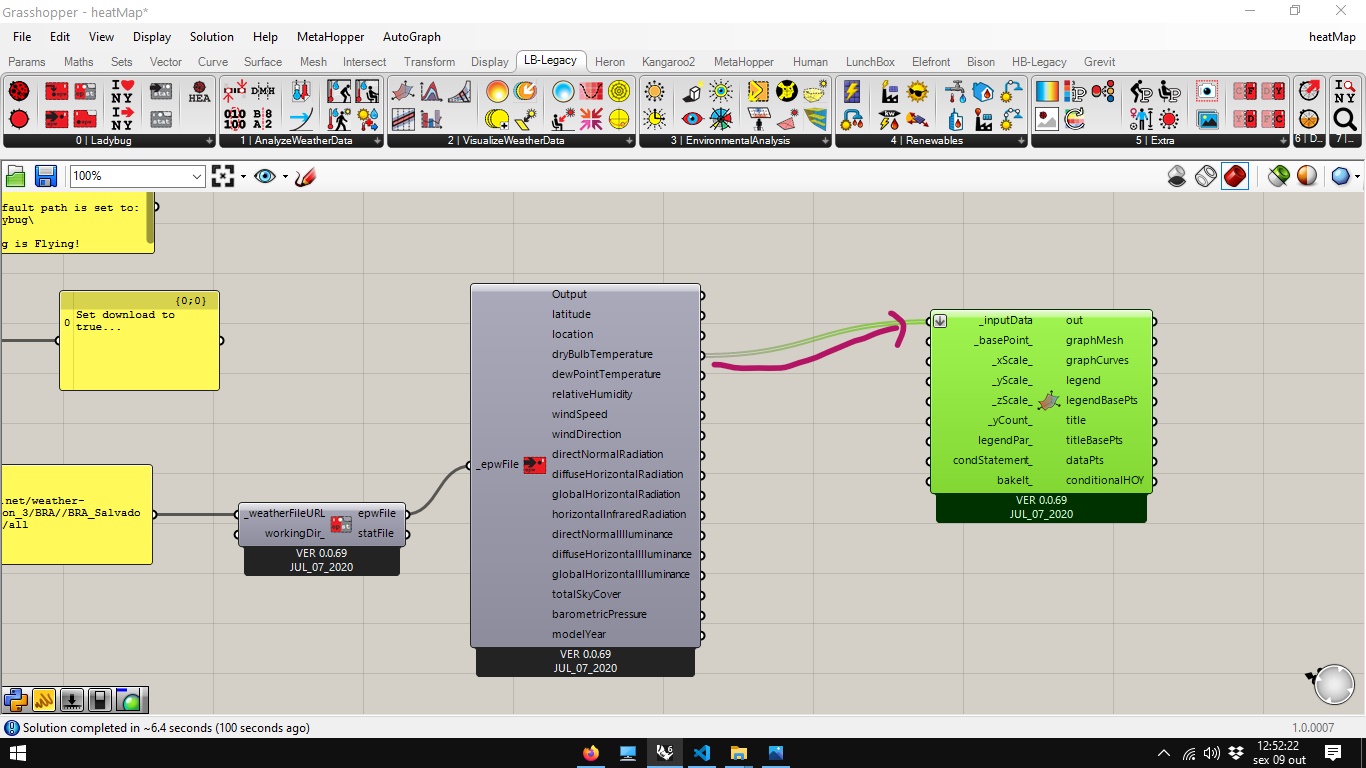 Grasshopper - heatMap*
File Edit View Display Solution Help MetaHopper AutoGraph heatMap
Params Maths Sets Vector Curve Surface Mesh Intersect Transform Display LB-Legacy Heron Kangaroo2 MetaHopper Human LunchBox Elefront Bison HB-Legacy Grevit
0 | Ladybug 1 | AnalyzeWeatherData 2 | VisualizeWeatherData 3 | EnvironmentalAnalysis 4 | Renewables 5 | Extra 6 | D... 7 |...
100%
fault path is set to:
ybug\
g is Flying!
{0;0}
0 Set download to
true...
.net/weather-
on_3/BRA//BRA_Salvado
/all
_weatherFileURL epwFile
workingDir_ statFile
VER 0.0.69
JUL_07_2020
_epwFile
Output
latitude
location
dryBulbTemperature
dewPointTemperature
relativeHumidity
windSpeed
windDirection
directNormalRadiation
diffuseHorizontalRadiation
globalHorizontalRadiation
horizontalInfraredRadiation
directNormalIlluminance
diffuseHorizontalIlluminance
globalHorizontalIlluminance
totalSkyCover
barometricPressure
modelYear
VER 0.0.69
JUL_07_2020
_inputData out
_basePoint_ graphMesh
_xScale_ graphCurves
_yScale_ legend
_zScale_ legendBasePts
_yCount_ title
legendPar_ titleBasePts
condStatement_ dataPts
bakeIt_ conditionalHOY
VER 0.0.69
JUL_07_2020
Solution completed in ~6.4 seconds (100 seconds ago) 1.0.0007
12:52:22
sex 09 out